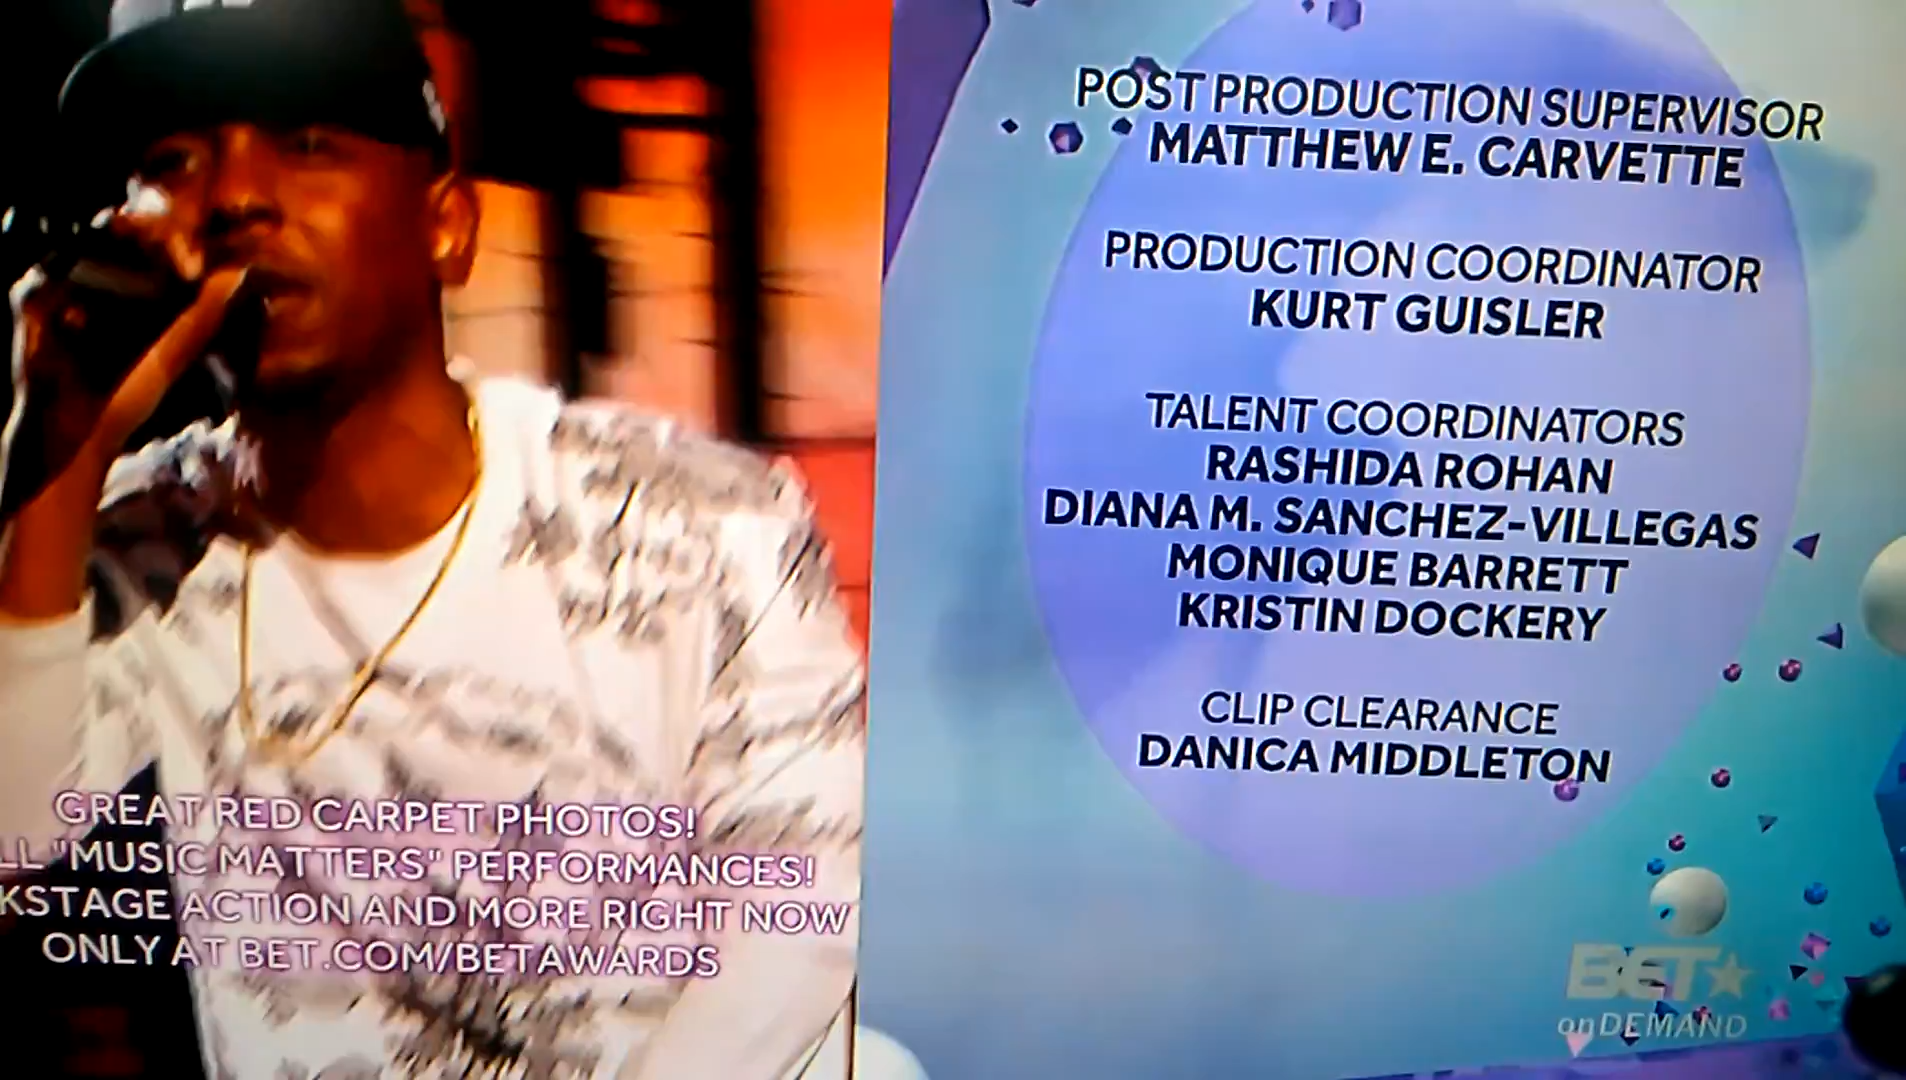 POST PRODUCTION SUPERVISOR
MATTHEW E. CARVETTE
PRODUCTION COORDINATOR
KURT GUISLER
TALENT COORDINATORS
RASHIDA ROHAN
DIANA M. SANCHEZ-VILLEGAS
MONIQUE BARRETT
KRISTIN DOCKERY
CLIP CLEARANCE
DANICA MIDDLETON
GREAT RED CARPET PHOTOS!
LL "MUSIC MATTERS" PERFORMANCES!
KSTAGE ACTION AND MORE RIGHT NOW
ONLY AT BET.COM/BETAWARDS
BET★
onDEMAND